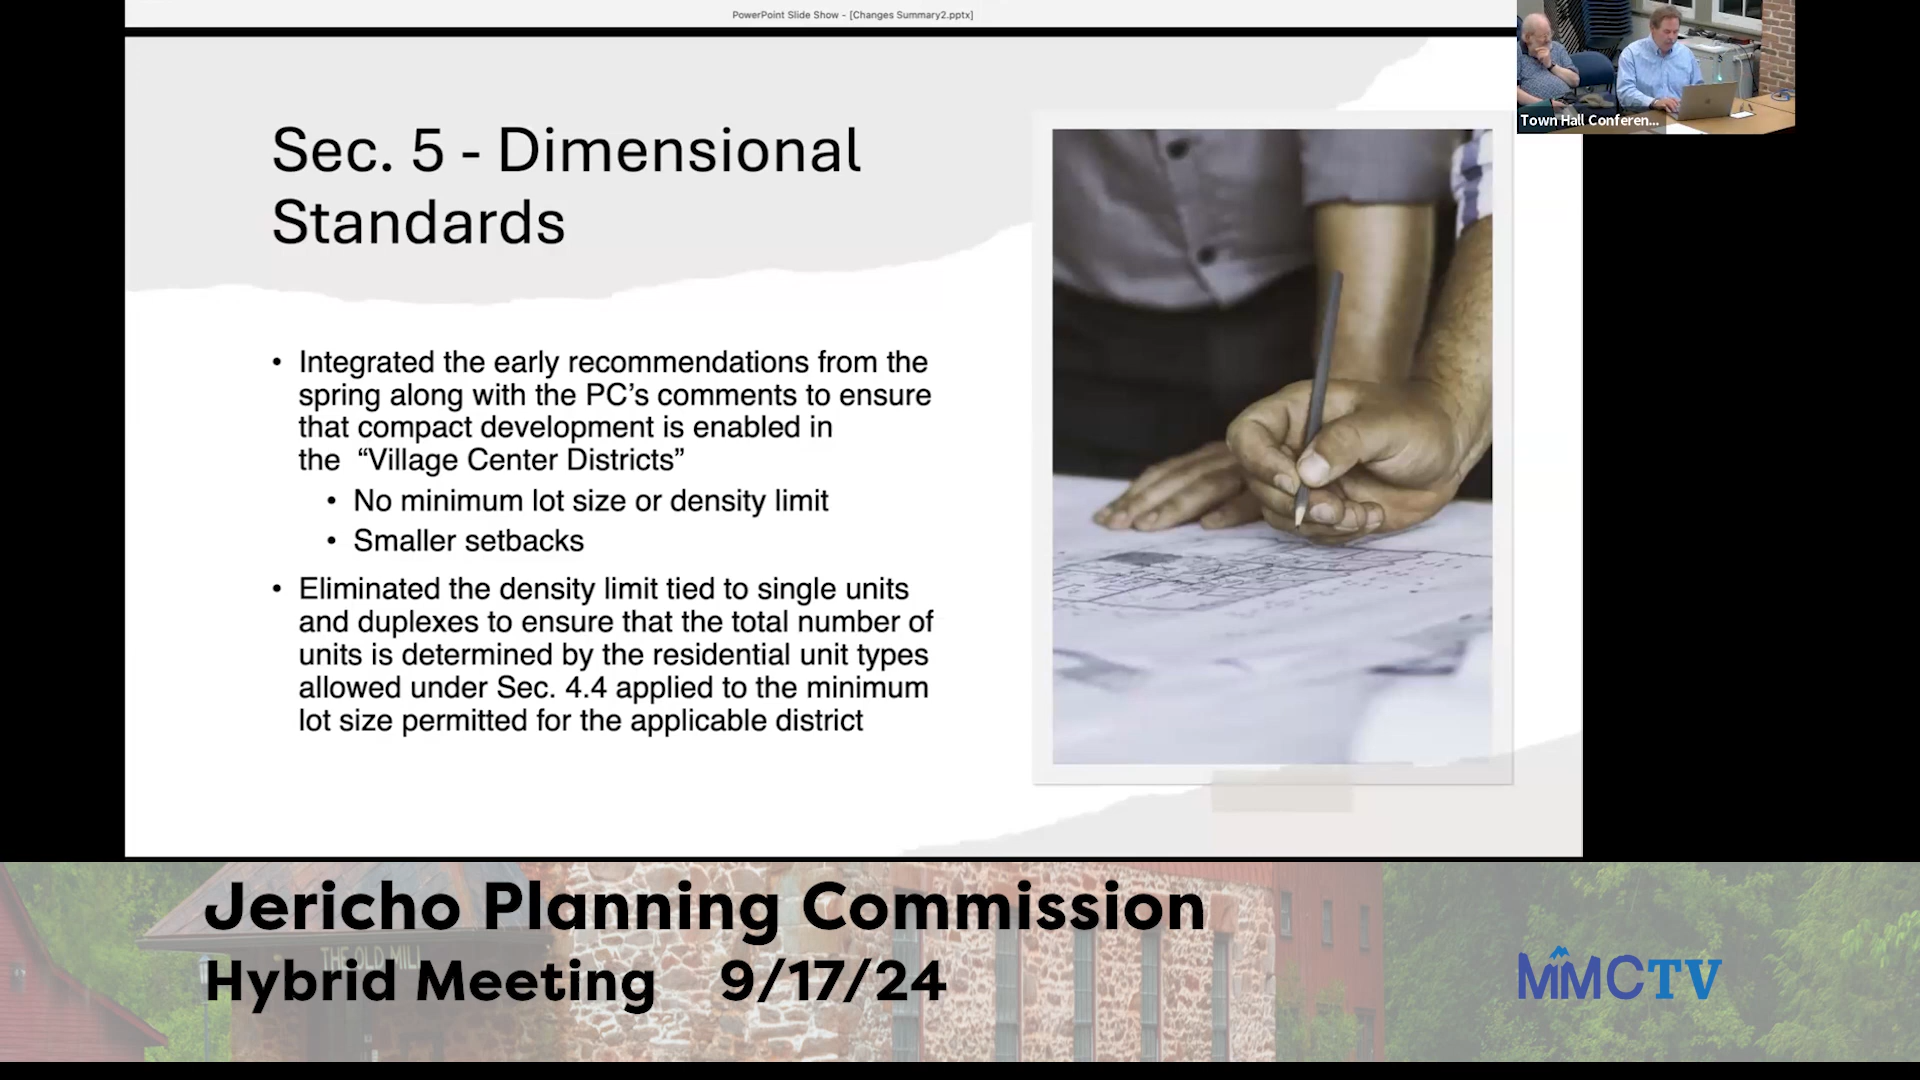 PowerPoint Slide Show - [Changes Summary2.pptx]
Town Hall Conferen...
Sec. 5 - Dimensional
Standards
• Integrated the early recommendations from the
spring along with the PC’s comments to ensure
that compact development is enabled in
the “Village Center Districts”
• No minimum lot size or density limit
• Smaller setbacks
• Eliminated the density limit tied to single units
and duplexes to ensure that the total number of
units is determined by the residential unit types
allowed under Sec. 4.4 applied to the minimum
lot size permitted for the applicable district
THE OLD MILL
Jericho Planning Commission
Hybrid Meeting 9/17/24
MMCTV